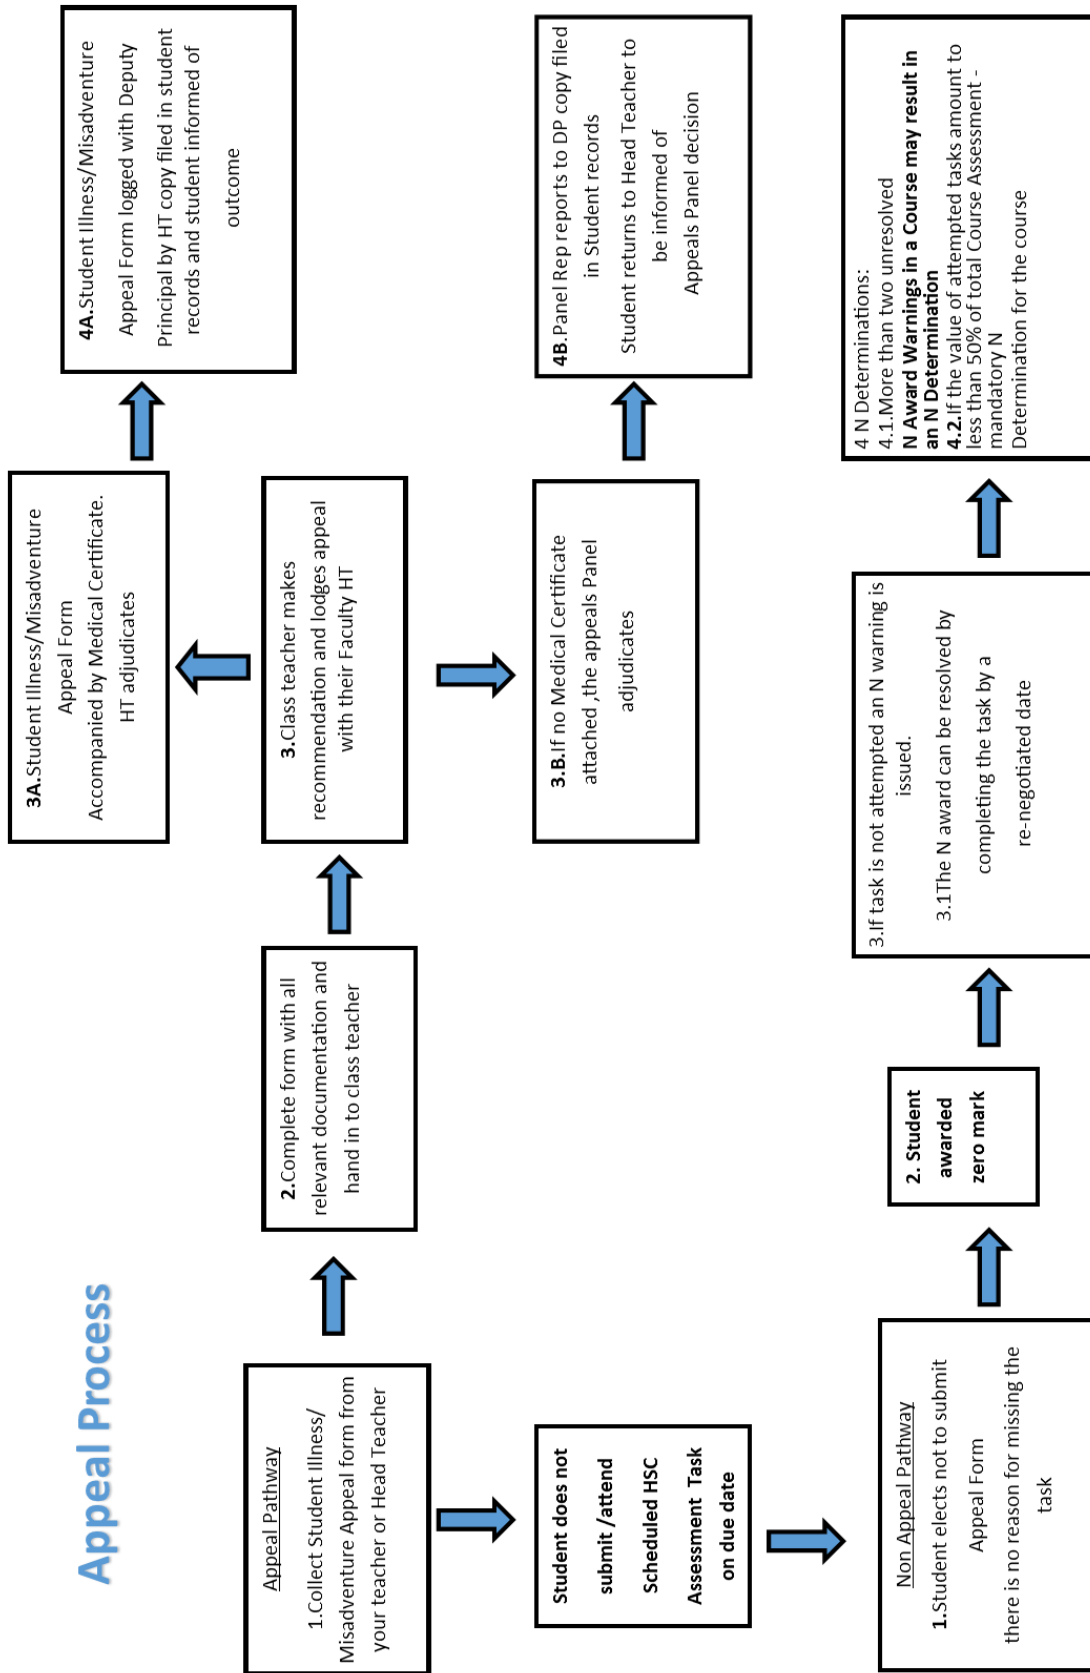 Appeal Process
Appeal Pathway
1.Collect Student Illness/
Misadventure Appeal form from
your teacher or Head Teacher
2.Complete form with all
relevant documentation and
hand in to class teacher
3.Class teacher makes
recommendation and lodges appeal
with their Faculty HT
3A.Student Illness/Misadventure
Appeal Form
Accompanied by Medical Certificate.
HT adjudicates
4A.Student Illness/Misadventure
Appeal Form logged with Deputy
Principal by HT copy filed in student
records and student informed of
outcome
3.B.If no Medical Certificate
attached ,the appeals Panel
adjudicates
4B.Panel Rep reports to DP copy filed
in Student records
Student returns to Head Teacher to
be informed of
Appeals Panel decision
Student does not
submit /attend
Scheduled HSC
Assessment Task
on due date
Non Appeal Pathway
1.Student elects not to submit
Appeal Form
there is no reason for missing the
task
2. Student
awarded
zero mark
3.If task is not attempted an N warning is
issued.
3.1The N award can be resolved by
completing the task by a
re-negotiated date
4 N Determinations:
4.1.More than two unresolved
N Award Warnings in a Course may result in
an N Determination
4.2.If the value of attempted tasks amount to
less than 50% of total Course Assessment -
mandatory N
Determination for the course